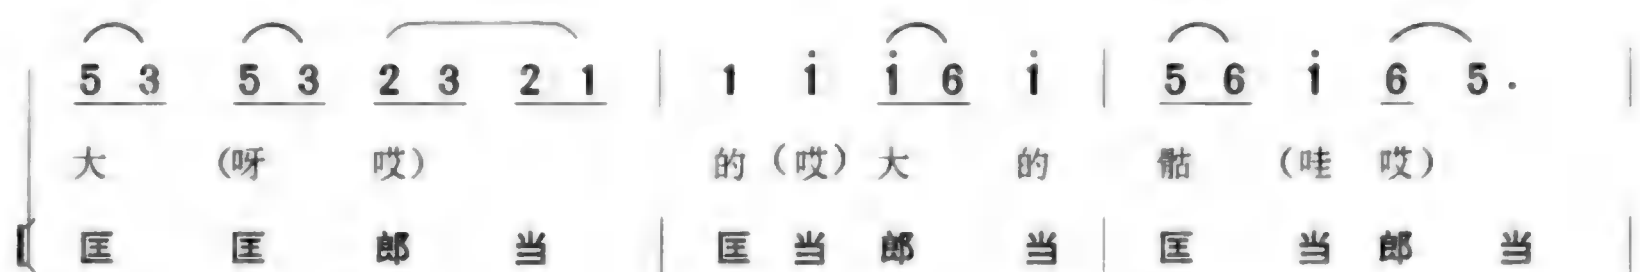 5 3 5 3 2 3 2 1 | 1 i i 6 i | 5 6 i 6 5. |
大 (呀 哎) 的 (哎) 大 的 骷 (哇 哎)
匡 匡 郎 当 | 匡 当 郎 当 | 匡 当 郎 当 |